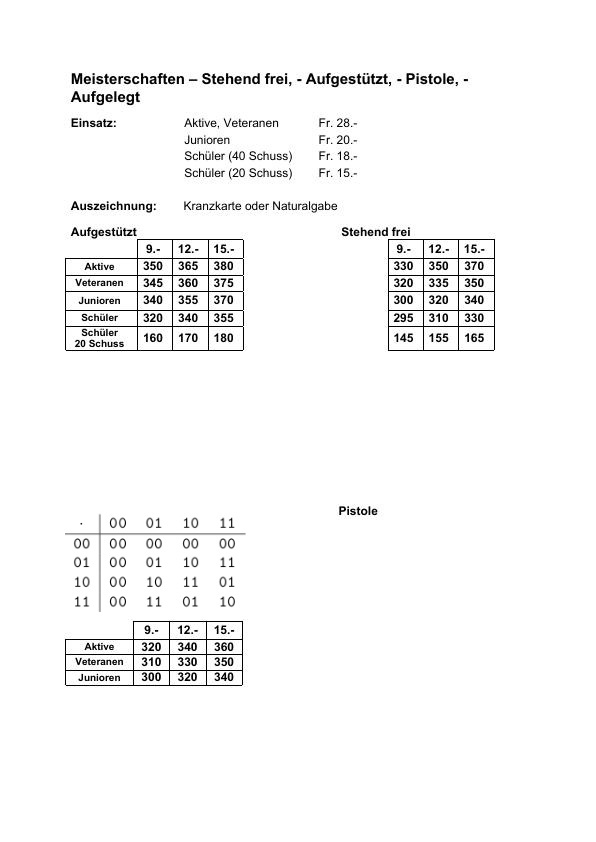 Meisterschaften – Stehend frei, - Aufgestützt, - Pistole, -
Aufgelegt
Einsatz: Aktive, Veteranen Fr. 28.-
Junioren Fr. 20.-
Schüler (40 Schuss) Fr. 18.-
Schüler (20 Schuss) Fr. 15.-
Auszeichnung: Kranzkarte oder Naturalgabe
Aufgestützt
9.- 12.- 15.-
Aktive 350 365 380
Veteranen 345 360 375
Junioren 340 355 370
Schüler 320 340 355
Schüler
20 Schuss 160 170 180
Stehend frei
9.- 12.- 15.-
330 350 370
320 335 350
300 320 340
295 310 330
145 155 165
· 00 01 10 11
00 00 00 00 00
01 00 01 10 11
10 00 10 11 01
11 00 11 01 10
Pistole
9.- 12.- 15.-
Aktive 320 340 360
Veteranen 310 330 350
Junioren 300 320 340